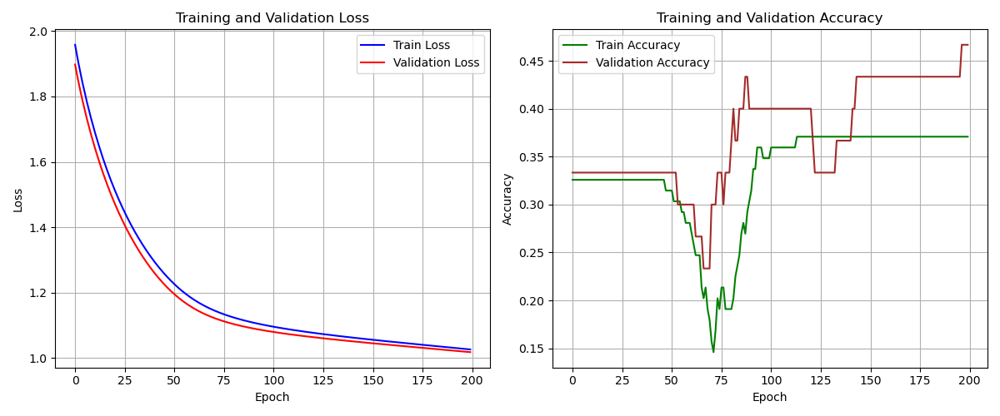 Training and Validation Loss
2.0
1.8
1.6
1.4
1.2
1.0
Loss
Train Loss
Validation Loss
0 25 50 75 100 125 150 175 200
Epoch
Training and Validation Accuracy
0.45
0.40
0.35
0.30
0.25
0.20
0.15
Accuracy
Train Accuracy
Validation Accuracy
0 25 50 75 100 125 150 175 200
Epoch